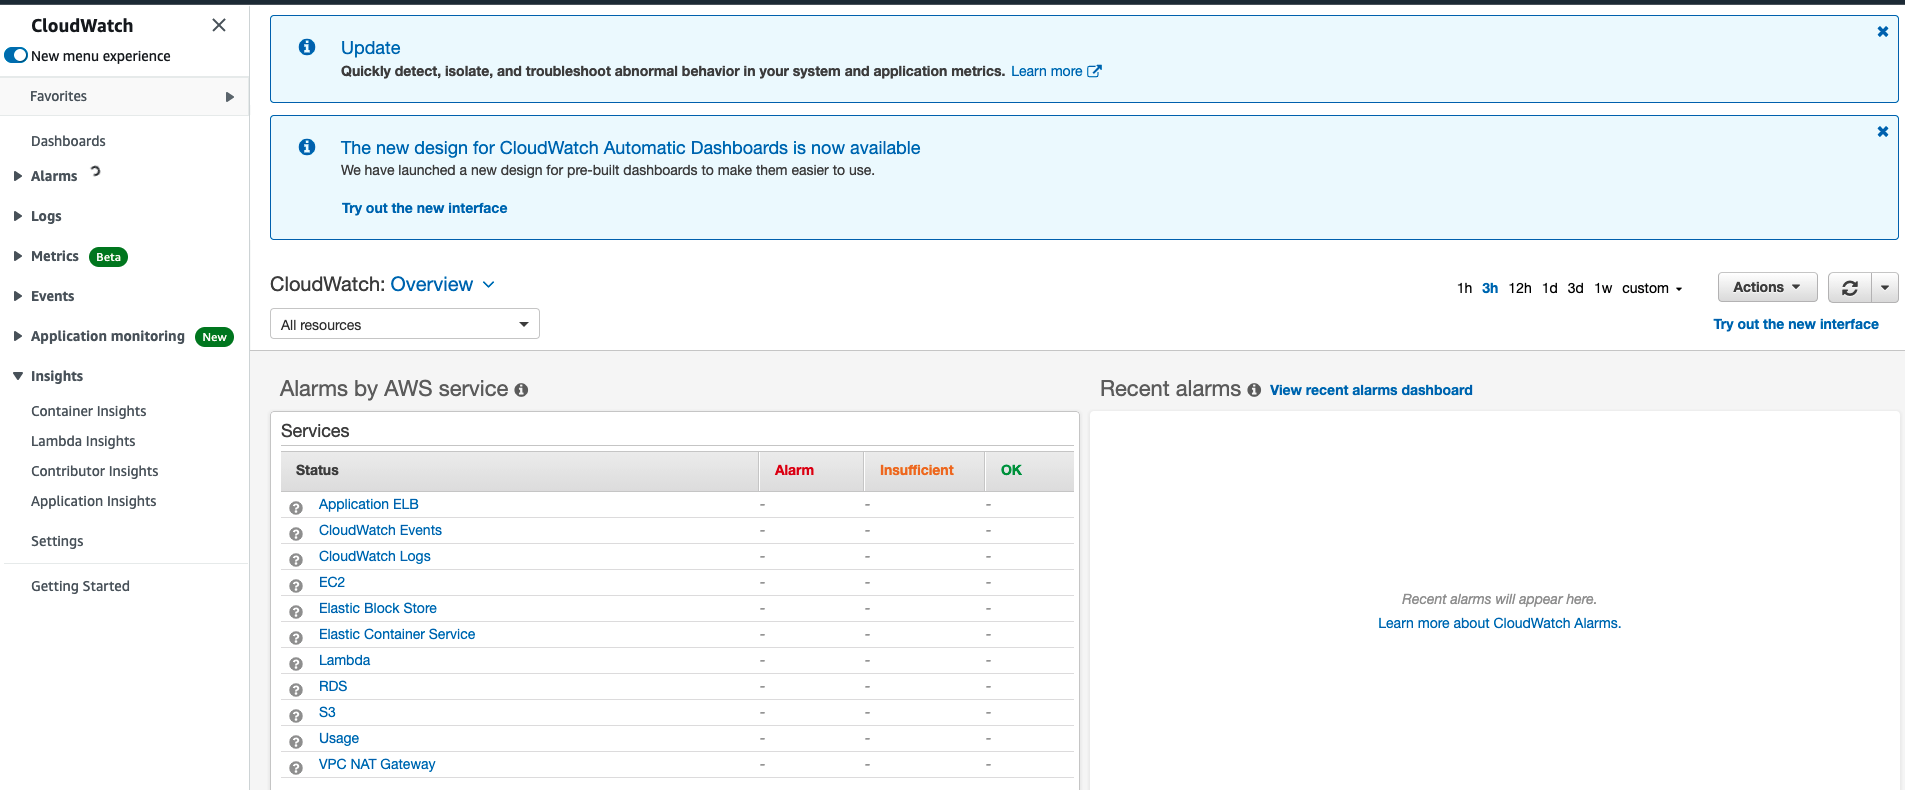 CloudWatch
New menu experience
Favorites
Dashboards
Alarms
Logs
Metrics Beta
Events
Application monitoring New
Insights
Container Insights
Lambda Insights
Contributor Insights
Application Insights
Settings
Getting Started
Update
Quickly detect, isolate, and troubleshoot abnormal behavior in your system and application metrics. Learn more
The new design for CloudWatch Automatic Dashboards is now available
We have launched a new design for pre-built dashboards to make them easier to use.
Try out the new interface
CloudWatch: Overview
All resources
1h 3h 12h 1d 3d 1w custom
Actions
Try out the new interface
Alarms by AWS service
Services
Status Alarm Insufficient OK
Application ELB - - -
CloudWatch Events - - -
CloudWatch Logs - - -
EC2 - - -
Elastic Block Store - - -
Elastic Container Service - - -
Lambda - - -
RDS - - -
S3 - - -
Usage - - -
VPC NAT Gateway - - -
Recent alarms View recent alarms dashboard
Recent alarms will appear here.
Learn more about CloudWatch Alarms.